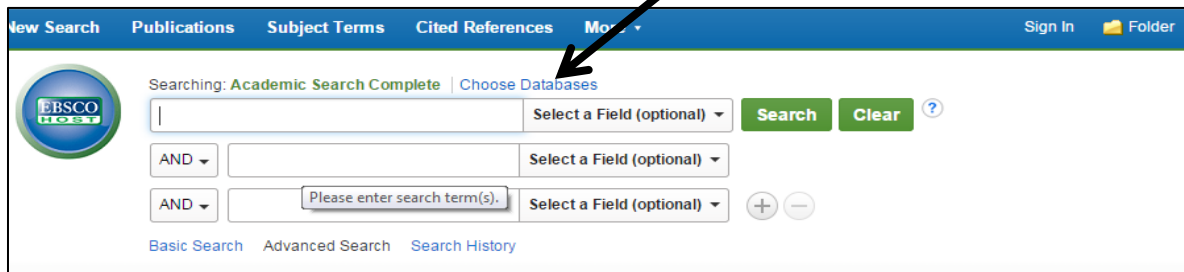 New Search Publications Subject Terms Cited References More Sign In Folder
Searching: Academic Search Complete | Choose Databases
EBSCO
HOST
Select a Field (optional) Search Clear ?
AND Select a Field (optional)
AND Please enter search term(s). Select a Field (optional)
Basic Search Advanced Search Search History